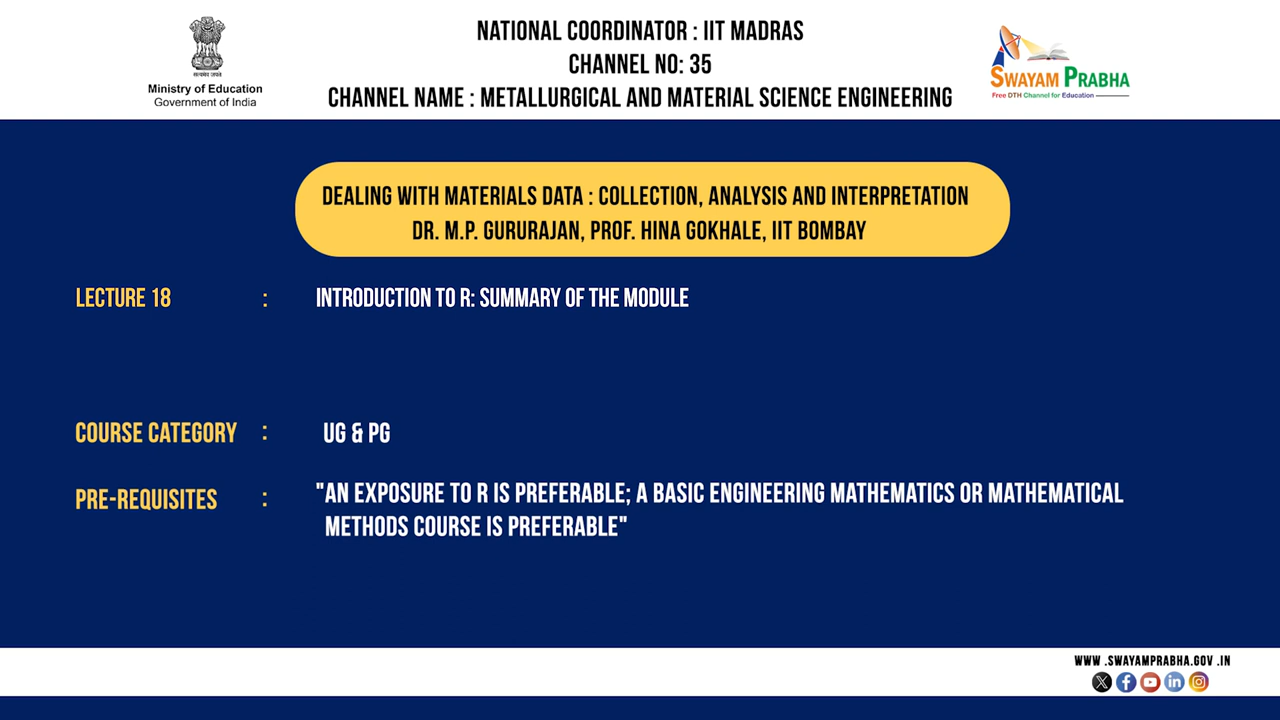 सत्यमेव जयते
Ministry of Education
Government of India
NATIONAL COORDINATOR : IIT MADRAS
CHANNEL NO: 35
CHANNEL NAME : METALLURGICAL AND MATERIAL SCIENCE ENGINEERING
SWAYAM PRABHA
Free DTH Channel for Education
DEALING WITH MATERIALS DATA : COLLECTION, ANALYSIS AND INTERPRETATION
DR. M.P. GURURAJAN, PROF. HINA GOKHALE, IIT BOMBAY
LECTURE 18 : INTRODUCTION TO R: SUMMARY OF THE MODULE
COURSE CATEGORY : UG & PG
PRE-REQUISITES : "AN EXPOSURE TO R IS PREFERABLE; A BASIC ENGINEERING MATHEMATICS OR MATHEMATICAL
METHODS COURSE IS PREFERABLE"
WWW .SWAYAMPRABHA.GOV .IN